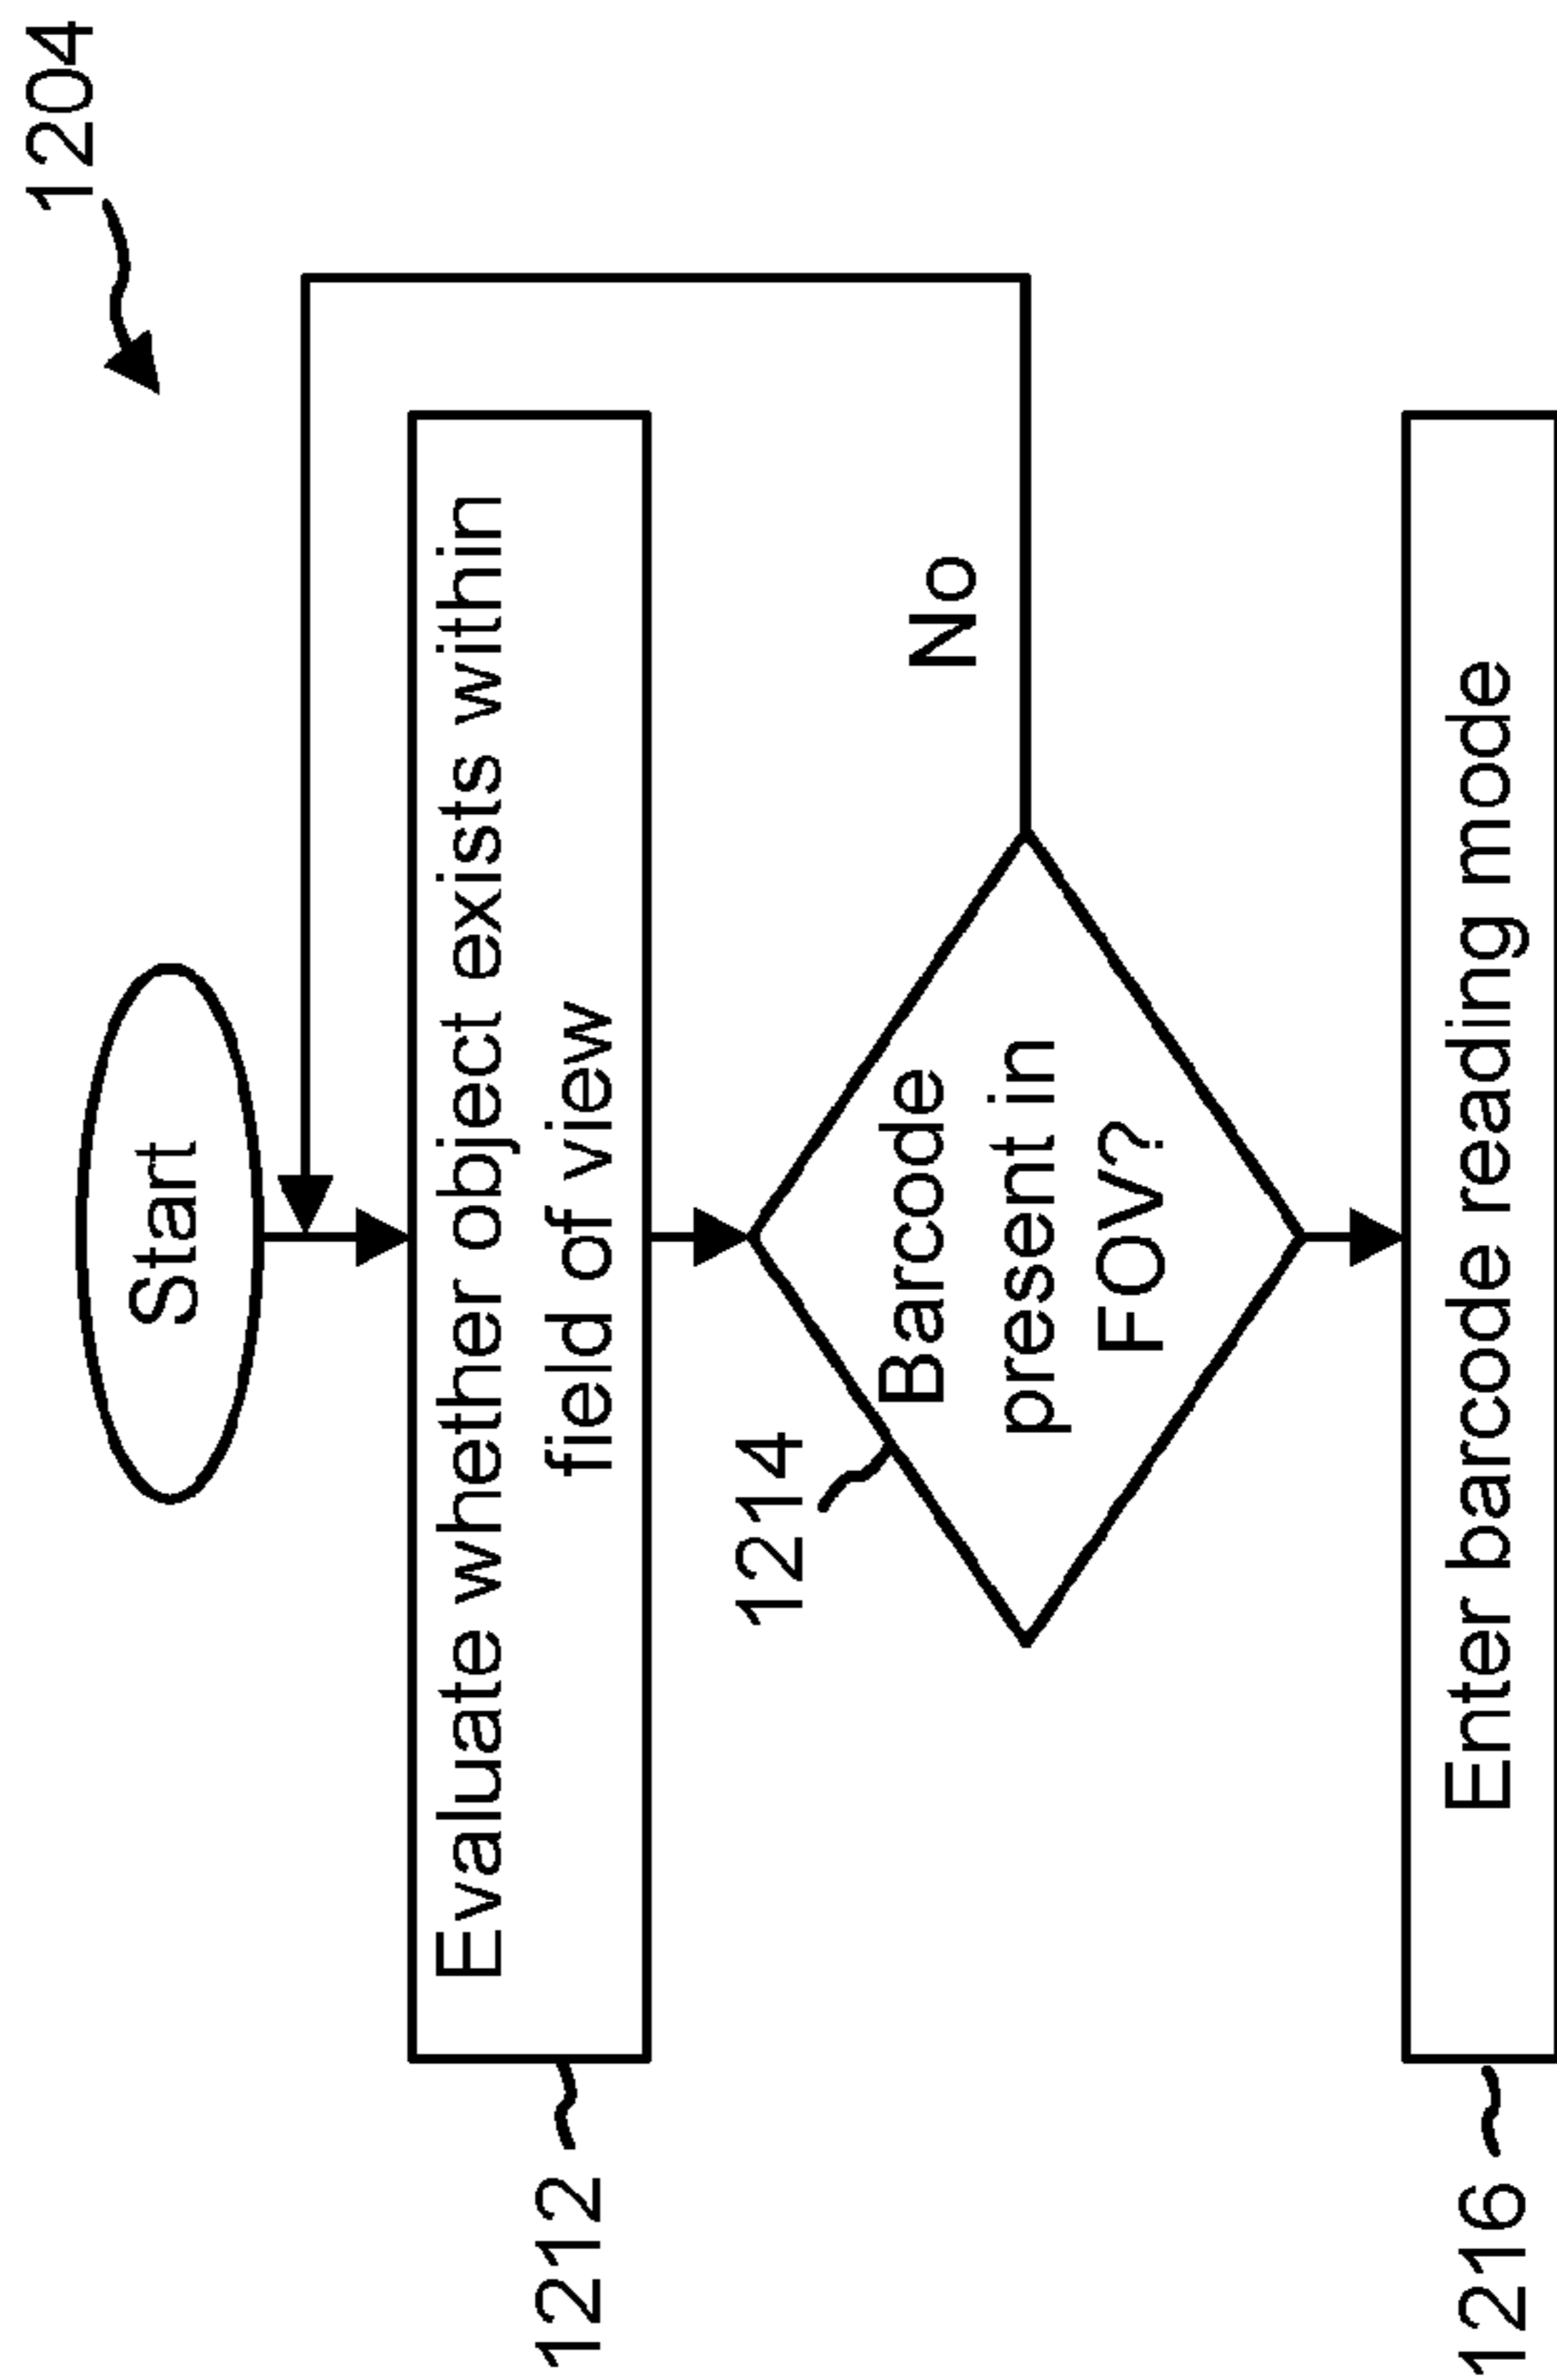 1204
Start
Evaluate whether object exists within
field of view
1212
1214
Barcode
present in
FOV?
No
Enter barcode reading mode
1216